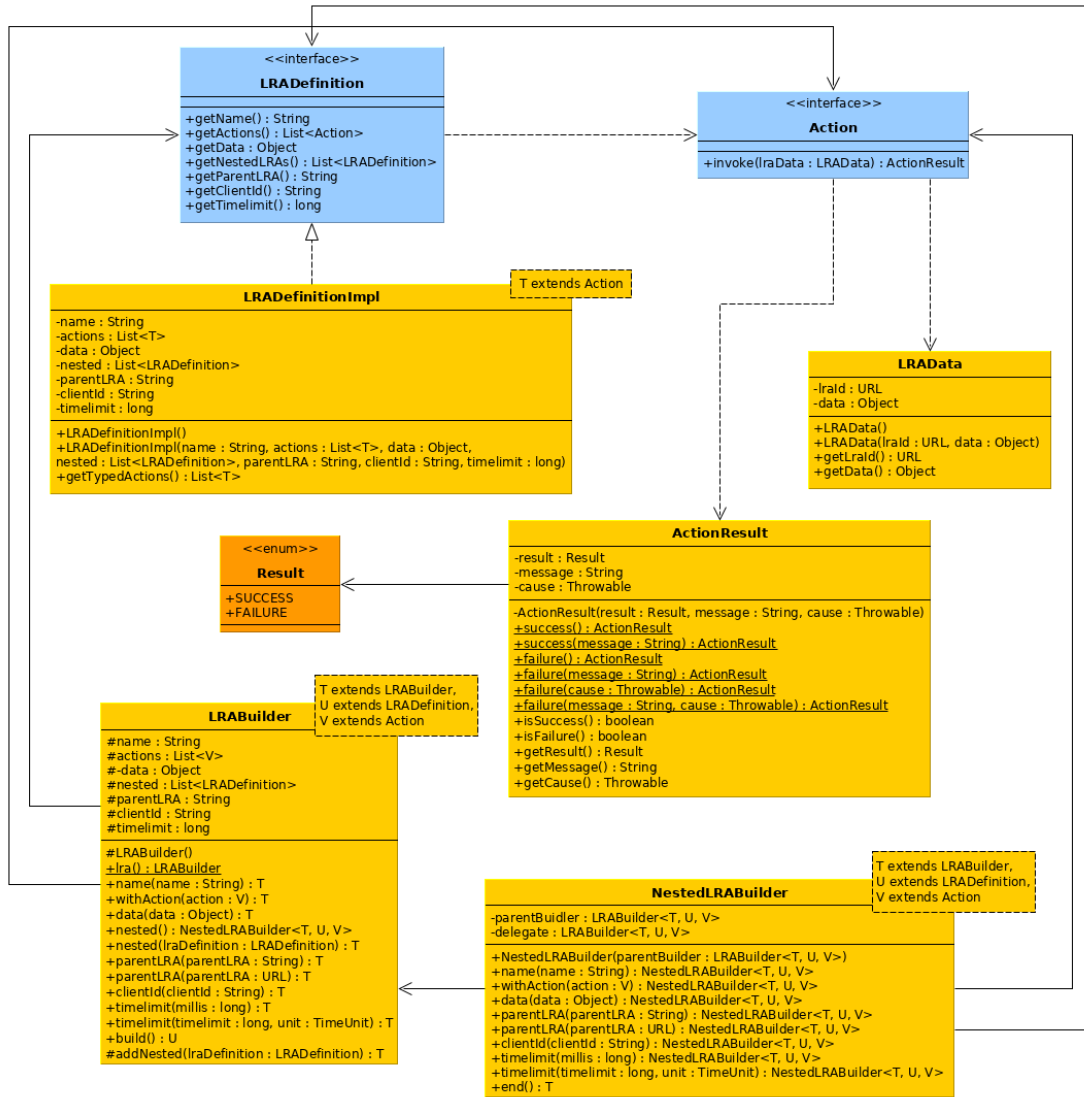 <<interface>>
LRADefinition
+getName() : String
+getActions() : List<Action>
+getData() : Object
+getNestedLRAs() : List<LRADefinition>
+getParentLRA() : String
+getClientId() : String
+getTimelimit() : long
<<interface>>
Action
+invoke(lraData : LRAData) : ActionResult
T extends Action
LRADefinitionImpl
-name : String
-actions : List<T>
-data : Object
-nested : List<LRADefinition>
-parentLRA : String
-clientId : String
-timelimit : long
+LRADefinitionImpl()
+LRADefinitionImpl(name : String, actions : List<T>, data : Object,
nested : List<LRADefinition>, parentLRA : String, clientId : String, timelimit : long)
+getTypedActions() : List<T>
LRAData
-lraId : URL
-data : Object
+LRAData()
+LRAData(lraId : URL, data : Object)
+getLraId() : URL
+getData() : Object
<<enum>>
Result
+SUCCESS
+FAILURE
ActionResult
-result : Result
-message : String
-cause : Throwable
-ActionResult(result : Result, message : String, cause : Throwable)
+success() : ActionResult
+success(message : String) : ActionResult
+failure() : ActionResult
+failure(message : String) : ActionResult
+failure(cause : Throwable) : ActionResult
+failure(message : String, cause : Throwable) : ActionResult
+isSuccess() : boolean
+isFailure() : boolean
+getResult() : Result
+getMessage() : String
+getCause() : Throwable
T extends LRABuilder,
U extends LRADefinition,
V extends Action
LRABuilder
#name : String
#actions : List<V>
#-data : Object
#nested : List<LRADefinition>
#parentLRA : String
#clientId : String
#timelimit : long
#LRABuilder()
+lra() : LRABuilder
+name(name : String) : T
+withAction(action : V) : T
+data(data : Object) : T
+nested() : NestedLRABuilder<T, U, V>
+nested(lraDefinition : LRADefinition) : T
+parentLRA(parentLRA : String) : T
+parentLRA(parentLRA : URL) : T
+clientId(clientId : String) : T
+timelimit(millis : long) : T
+timelimit(timelimit : long, unit : TimeUnit) : T
+build() : U
#addNested(lraDefinition : LRADefinition) : T
T extends LRABuilder,
U extends LRADefinition,
V extends Action
NestedLRABuilder
-parentBuidler : LRABuilder<T, U, V>
-delegate : LRABuilder<T, U, V>
+NestedLRABuilder(parentBuilder : LRABuilder<T, U, V>)
+name(name : String) : NestedLRABuilder<T, U, V>
+withAction(action : V) : NestedLRABuilder<T, U, V>
+data(data : Object) : NestedLRABuilder<T, U, V>
+parentLRA(parentLRA : String) : NestedLRABuilder<T, U, V>
+parentLRA(parentLRA : URL) : NestedLRABuilder<T, U, V>
+clientId(clientId : String) : NestedLRABuilder<T, U, V>
+timelimit(millis : long) : NestedLRABuilder<T, U, V>
+timelimit(timelimit : long, unit : TimeUnit) : NestedLRABuilder<T, U, V>
+end() : T